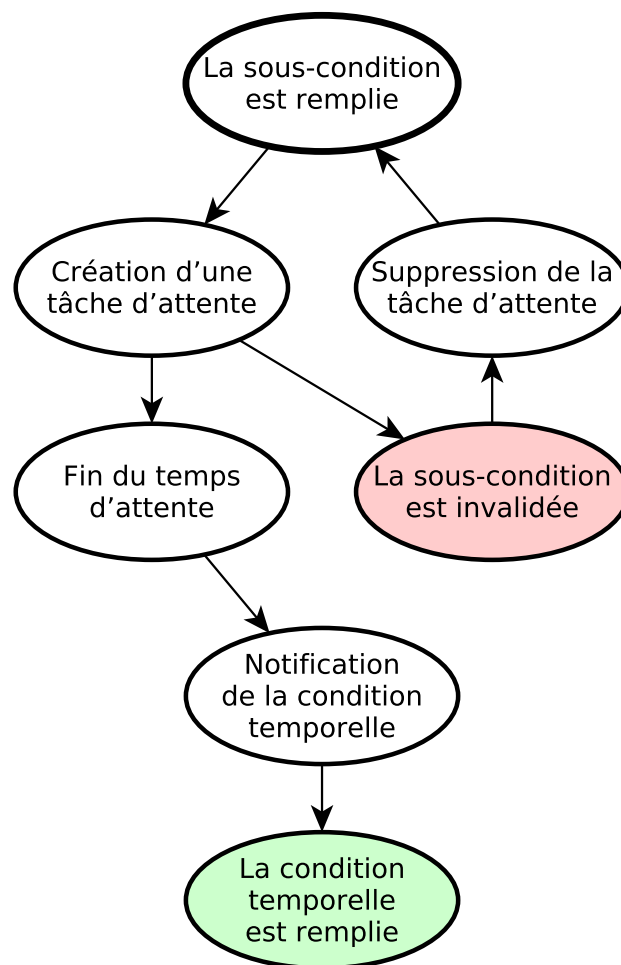 La sous-condition
est remplie
Création d’une
tâche d’attente
Suppression de la
tâche d’attente
Fin du temps
d’attente
La sous-condition
est invalidée
Notification
de la condition
temporelle
La condition
temporelle
est remplie